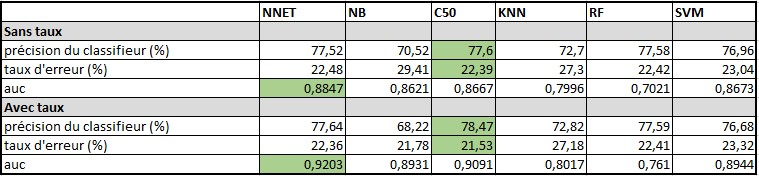 NNET NB C50 KNN RF SVM
Sans taux
précision du classifieur (%) 77,52 70,52 77,6 72,7 77,58 76,96
taux d'erreur (%) 22,48 29,41 22,39 27,3 22,42 23,04
auc 0,8847 0,8621 0,8667 0,7996 0,7021 0,8673
Avec taux
précision du classifieur (%) 77,64 68,22 78,47 72,82 77,59 76,68
taux d'erreur (%) 22,36 21,78 21,53 27,18 22,41 23,32
auc 0,9203 0,8931 0,9091 0,8017 0,761 0,8944